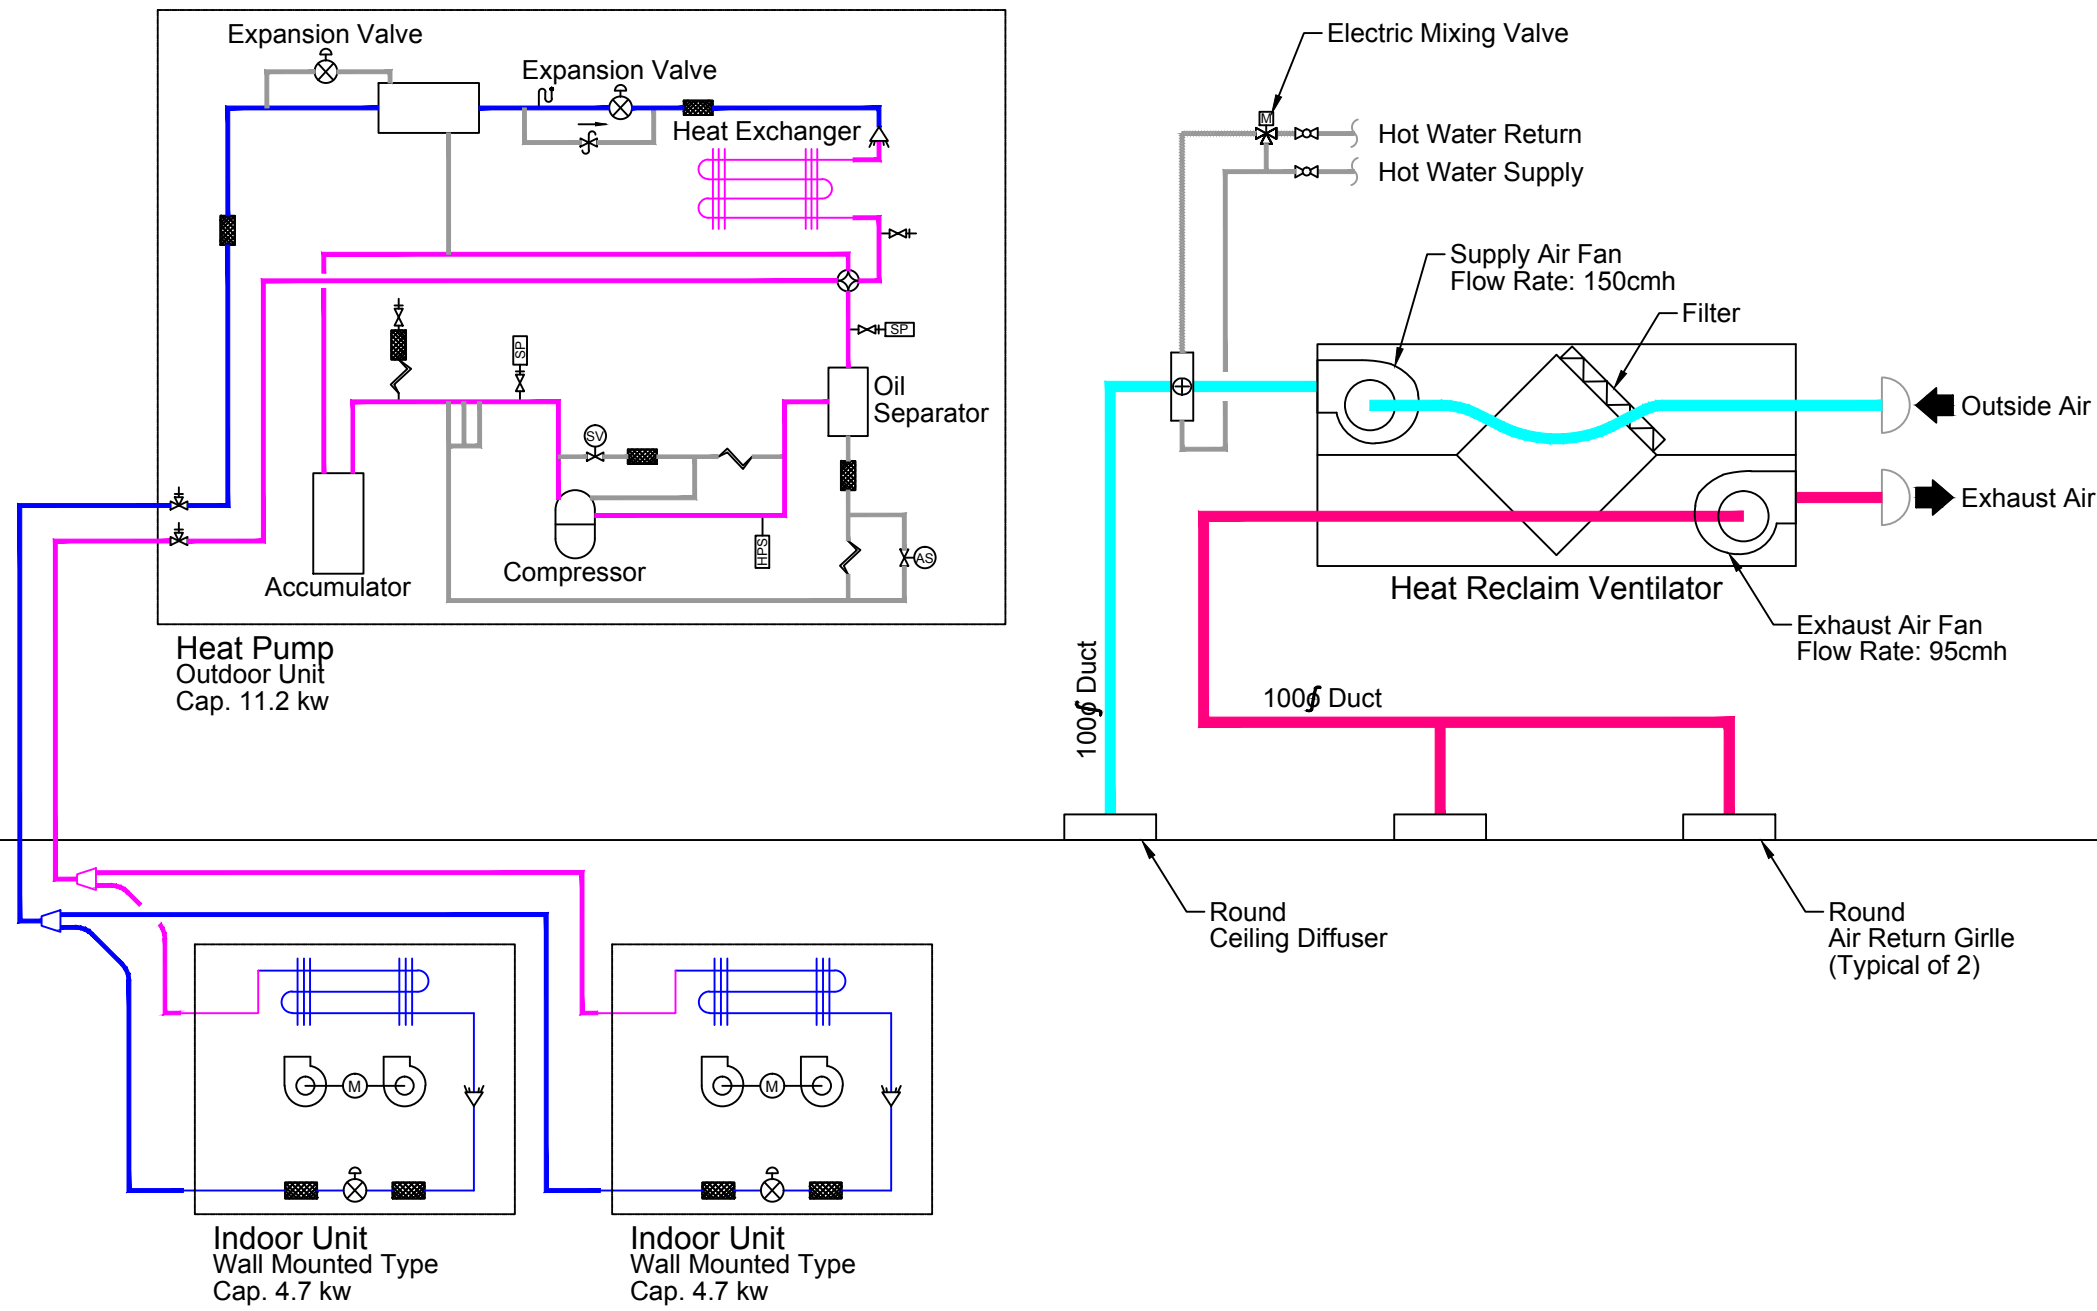 Expansion Valve
Expansion Valve
Heat Exchanger
SP
SP
Oil
Separator
SV
HPS
AS
Accumulator
Compressor
Heat Pump
Outdoor Unit
Cap. 11.2 kw
Electric Mixing Valve
M
Hot Water Return
Hot Water Supply
Supply Air Fan
Flow Rate: 150cmh
Filter
Outside Air
Exhaust Air
Heat Reclaim Ventilator
Exhaust Air Fan
Flow Rate: 95cmh
100ϕ Duct
100ϕ Duct
Round
Ceiling Diffuser
Round
Air Return Girlle
(Typical of 2)
M
M
Indoor Unit
Wall Mounted Type
Cap. 4.7 kw
Indoor Unit
Wall Mounted Type
Cap. 4.7 kw